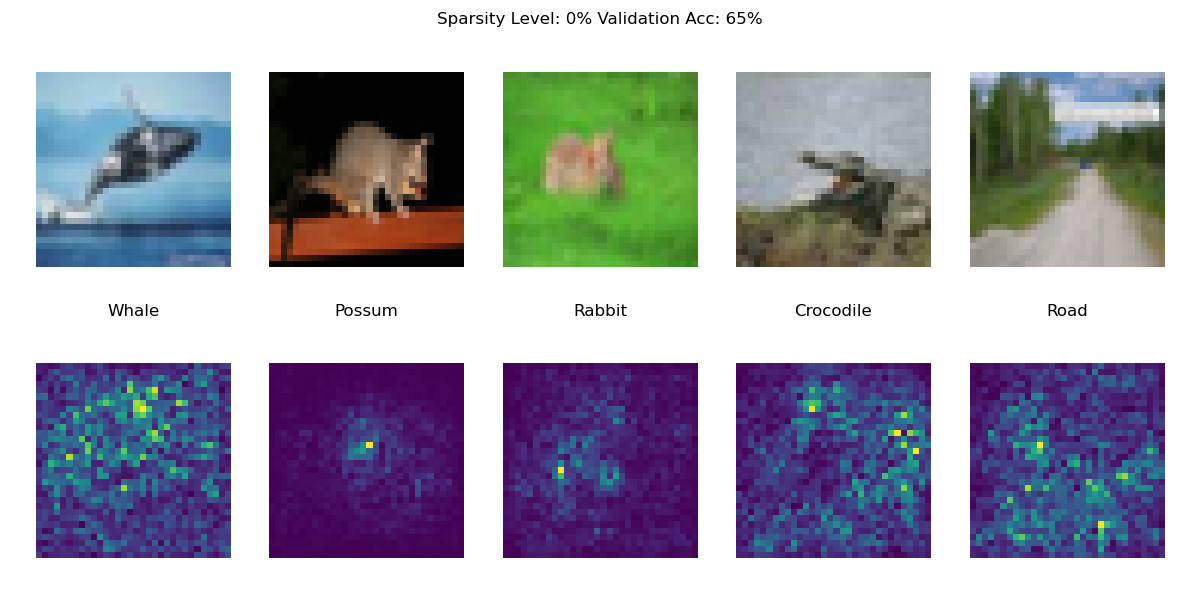 Sparsity Level: 0% Validation Acc: 65%
Whale
Possum
Rabbit
Crocodile
Road